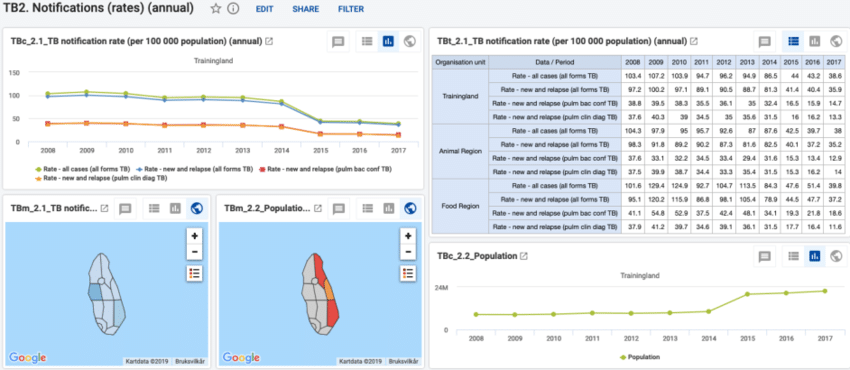 TB2. Notifications (rates) (annual)
EDIT
SHARE
FILTER
TBc_2.1_TB notification rate (per 100 000 population) (annual)
Trainingland
150
100
50
0
2008 2009 2010 2011 2012 2013 2014 2015 2016 2017
Rate - all cases (all forms TB) Rate - new and relapse (all forms TB) Rate - new and relapse (pulm bac conf TB)
Rate - new and relapse (pulm clin diag TB)
TBt_2.1_TB notification rate (per 100 000 population) (annual)
Organisation unit Data / Period 2008 2009 2010 2011 2012 2013 2014 2015 2016 2017
Trainingland
Rate - all cases (all forms TB) 103.4 107.2 103.9 94.7 96.2 94.9 86.5 44 43.2 38.6
Rate - new and relapse (all forms TB) 97.2 100.2 97.1 89.1 90.5 88.7 81.3 41.4 40.4 35.9
Rate - new and relapse (pulm bac conf TB) 38.8 39.5 38.3 35.5 36.1 35 32.4 16.5 15.9 14.7
Rate - new and relapse (pulm clin diag TB) 37.6 40.3 39 34.5 35 35.6 31.5 16 16.2 13.3
Animal Region
Rate - all cases (all forms TB) 104.3 97.9 95 95.7 92.6 87 87.6 42.5 39.7 38
Rate - new and relapse (all forms TB) 98.3 91.8 89.2 90.2 87.3 81.6 82.5 40.1 37.2 35.2
Rate - new and relapse (pulm bac conf TB) 37.6 33.1 32.2 34.5 33.4 29.4 31.6 15.3 13.4 12.9
Rate - new and relapse (pulm clin diag TB) 37.5 39.9 38.7 34.4 33.3 35.4 31.5 15.3 16.2 14
Food Region
Rate - all cases (all forms TB) 101.6 129.4 124.9 92.7 104.7 113.5 84.3 47.6 51.4 39.8
Rate - new and relapse (all forms TB) 95.1 120.2 115.9 86.8 98.1 105.4 78.9 44.5 47.7 37.2
Rate - new and relapse (pulm bac conf TB) 41.1 54.8 52.9 37.5 42.4 48.1 34.1 19.3 21.8 18.6
Rate - new and relapse (pulm clin diag TB) 37.9 41.2 39.7 34.6 39.1 36.1 31.5 17.7 16.4 11.6
TBm_2.1_TB notific...
+
−
Google
Kartdata ©2019 Bruksvilkår
TBm_2.2_Populatio...
+
−
Google
Kartdata ©2019 Bruksvilkår
TBc_2.2_Population
Trainingland
24M
0
2008 2009 2010 2011 2012 2013 2014 2015 2016 2017
Population